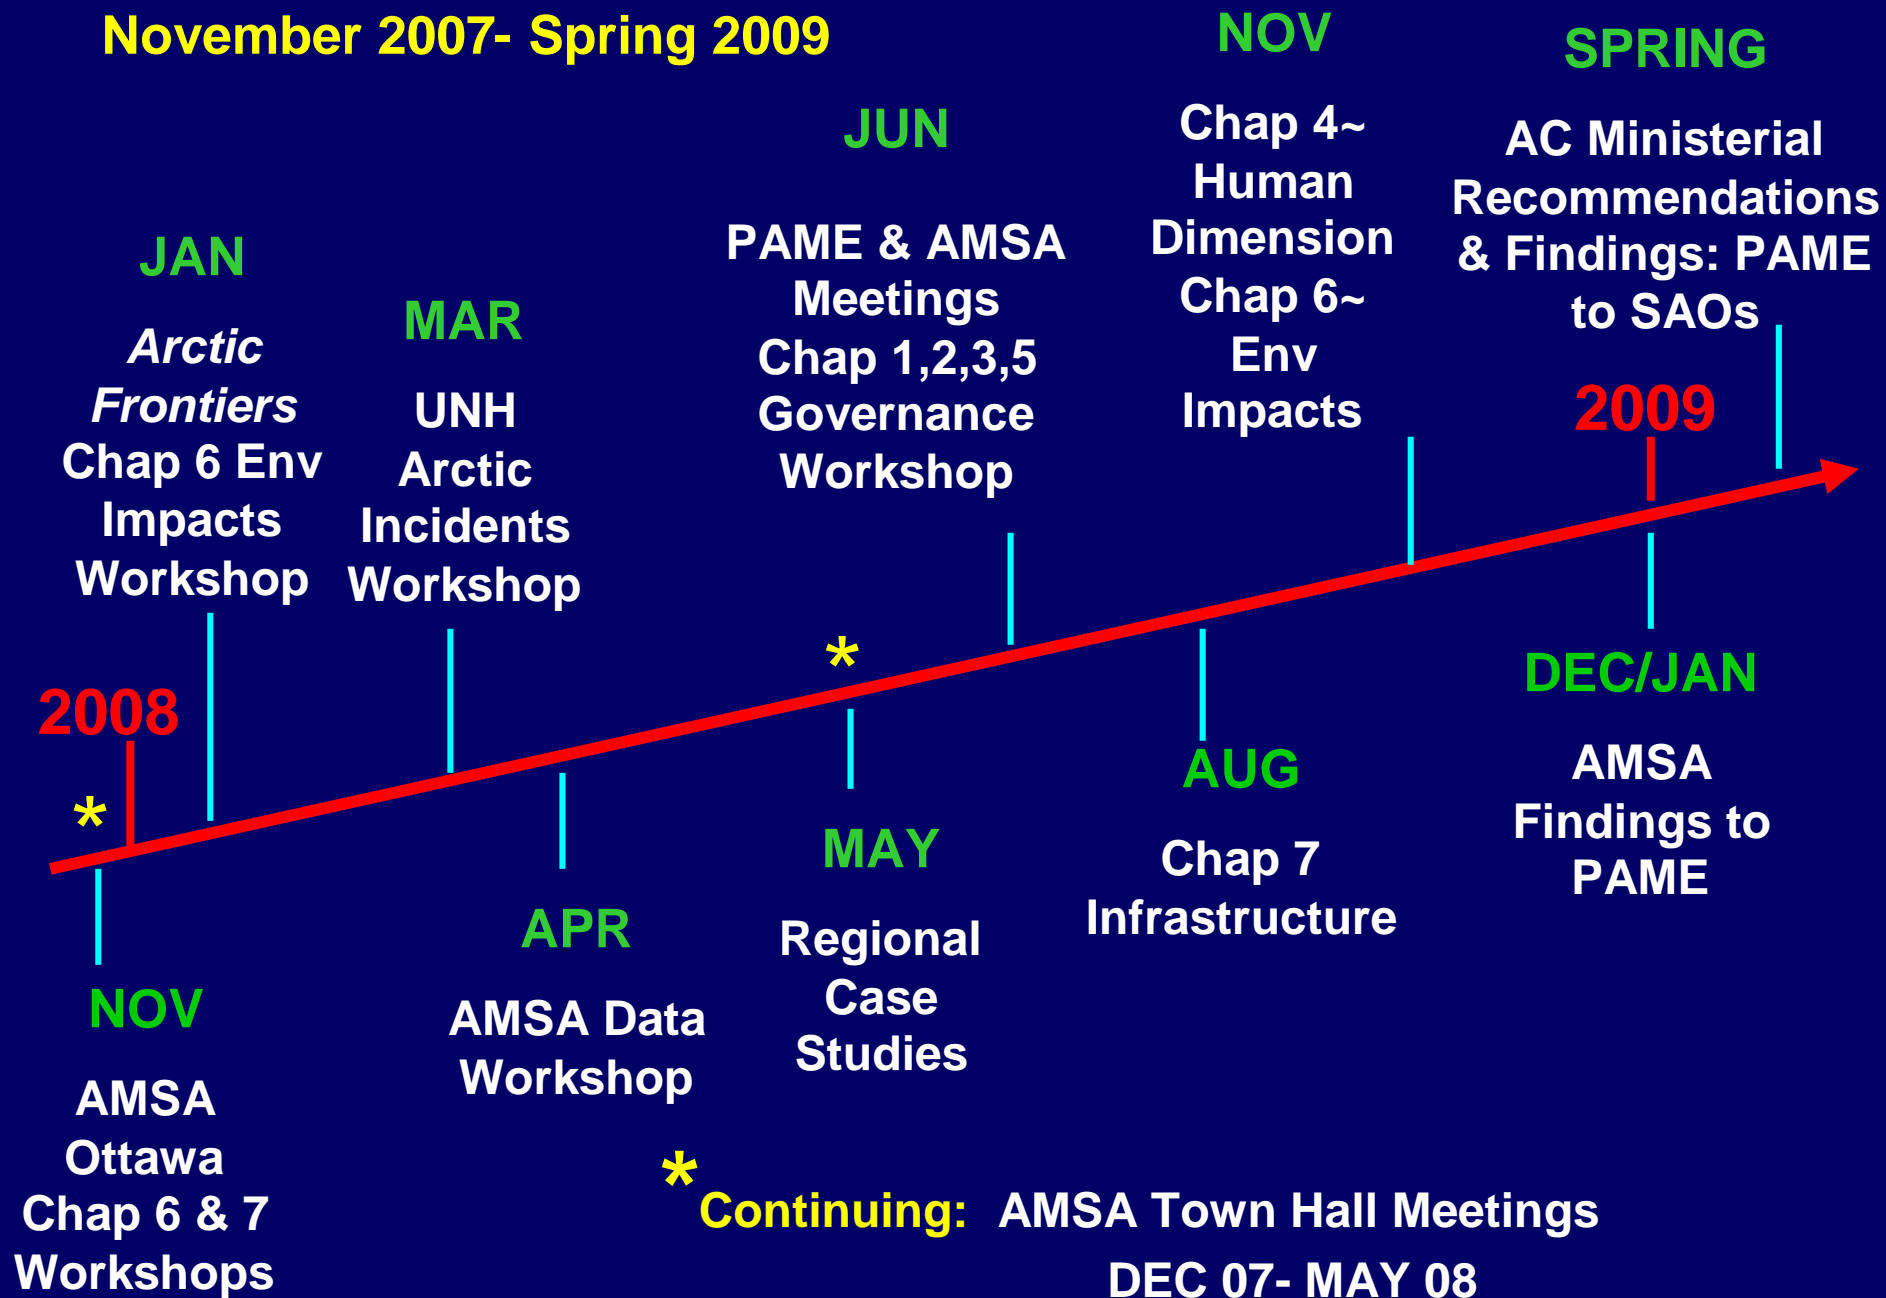 November 2007- Spring 2009
JAN
Arctic
Frontiers
Chap 6 Env
Impacts
Workshop
MAR
UNH
Arctic
Incidents
Workshop
JUN
PAME & AMSA
Meetings
Chap 1,2,3,5
Governance
Workshop
NOV
Chap 4~
Human
Dimension
Chap 6~
Env
Impacts
SPRING
AC Ministerial
Recommendations
& Findings: PAME
to SAOs
2008
*
*
2009
NOV
AMSA
Ottawa
Chap 6 & 7
Workshops
APR
AMSA Data
Workshop
MAY
Regional
Case
Studies
AUG
Chap 7
Infrastructure
DEC/JAN
AMSA
Findings to
PAME
*Continuing: AMSA Town Hall Meetings
DEC 07- MAY 08